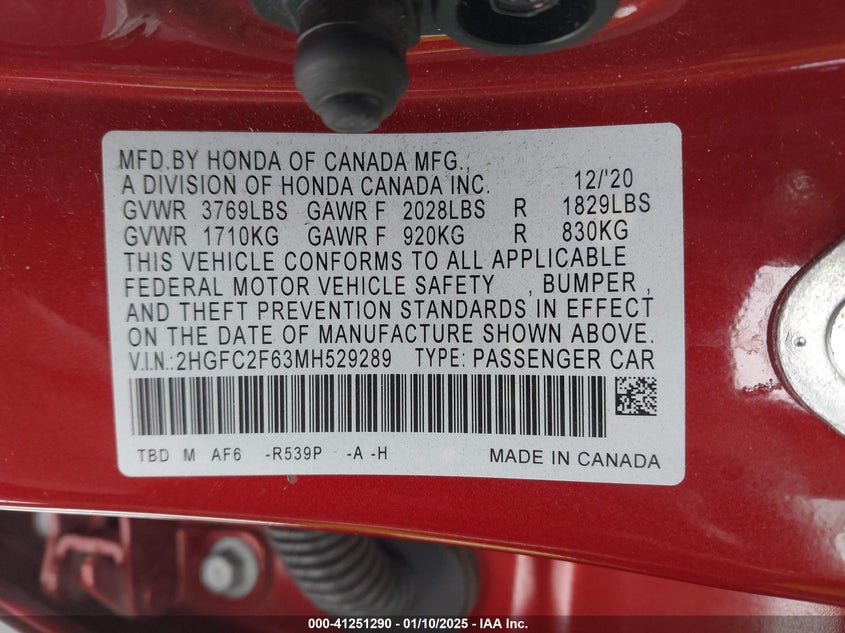 MFD.BY HONDA OF CANADA MFG.,
A DIVISION OF HONDA CANADA INC. 12/'20
GVWR 3769LBS GAWR F 2028LBS R 1829LBS
GVWR 1710KG GAWR F 920KG R 830KG
THIS VEHICLE CONFORMS TO ALL APPLICABLE
FEDERAL MOTOR VEHICLE SAFETY , BUMPER ,
AND THEFT PREVENTION STANDARDS IN EFFECT
ON THE DATE OF MANUFACTURE SHOWN ABOVE.
V.I.N.:2HGFC2F63MH529289 TYPE: PASSENGER CAR
TBD M AF6 -R539P -A -H MADE IN CANADA
000-41251290 - 01/10/2025 - IAA Inc.